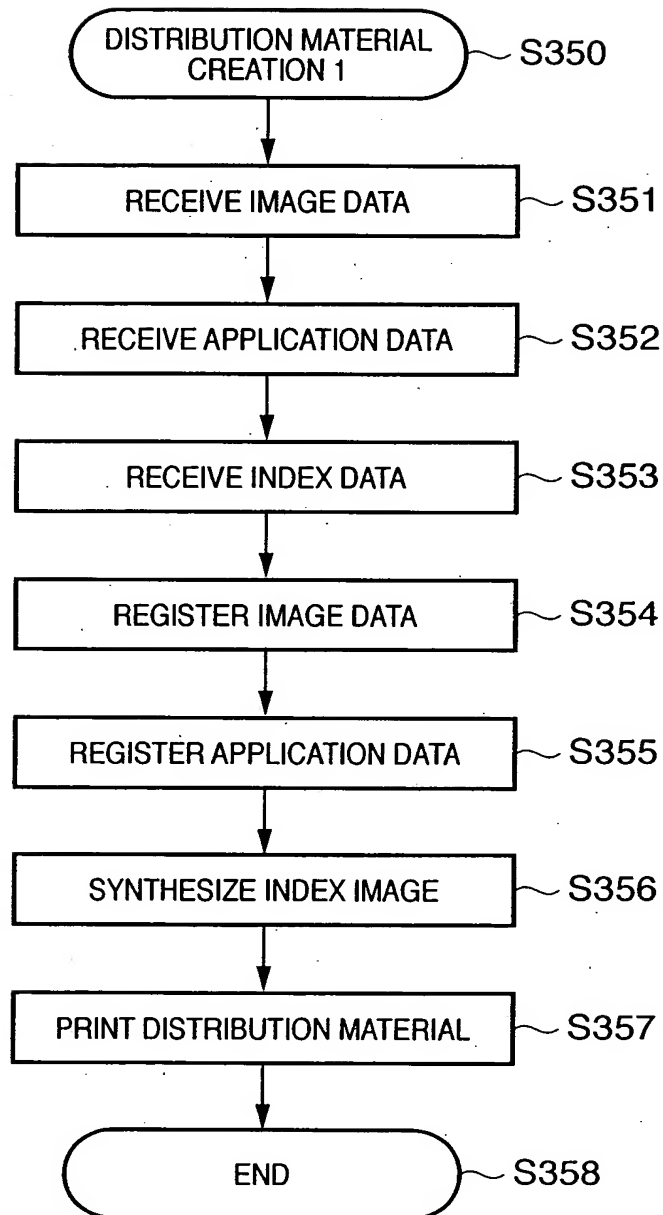 DISTRIBUTION MATERIAL
CREATION 1
S350
RECEIVE IMAGE DATA
S351
RECEIVE APPLICATION DATA
S352
RECEIVE INDEX DATA
S353
REGISTER IMAGE DATA
S354
REGISTER APPLICATION DATA
S355
SYNTHESIZE INDEX IMAGE
S356
PRINT DISTRIBUTION MATERIAL
S357
END
S358